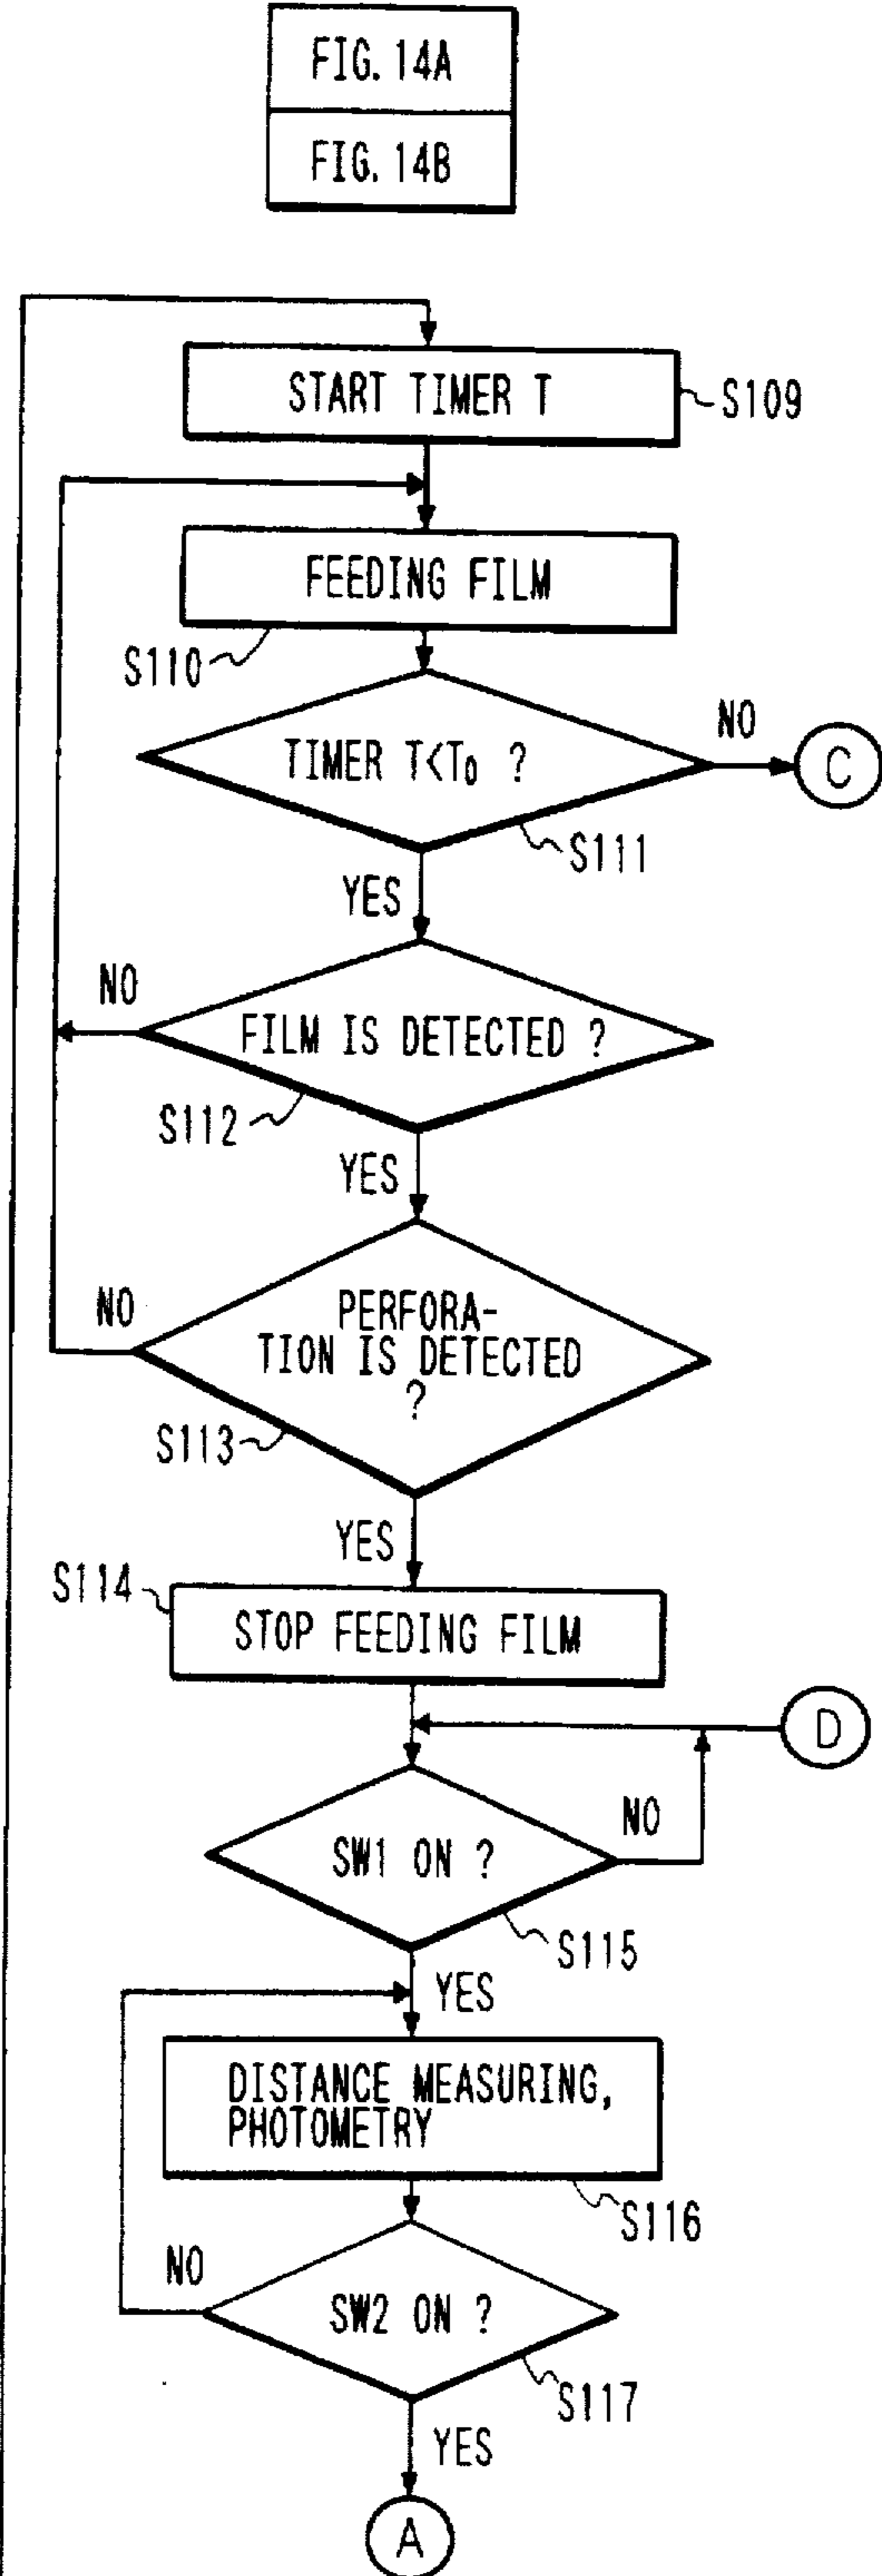 FIG. 14A
FIG. 14B
START TIMER T
S109
FEEDING FILM
S110
TIMER T<T₀ ?
NO
C
S111
YES
NO
FILM IS DETECTED ?
S112
YES
NO
PERFORA-
TION IS DETECTED
?
S113
YES
S114
STOP FEEDING FILM
D
SW1 ON ?
NO
S115
YES
DISTANCE MEASURING,
PHOTOMETRY
S116
NO
SW2 ON ?
S117
YES
A